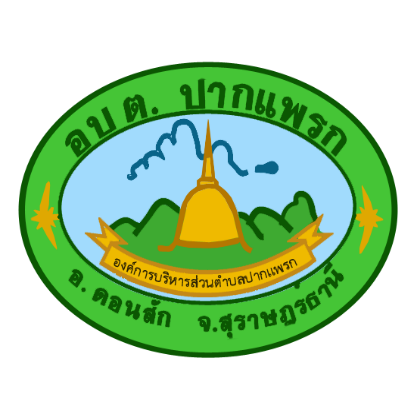 อบต. ปากแพรก
องค์การบริหารส่วนตำบลปากแพรก
อ. ดอนสัก จ.สุราษฎร์ธานี